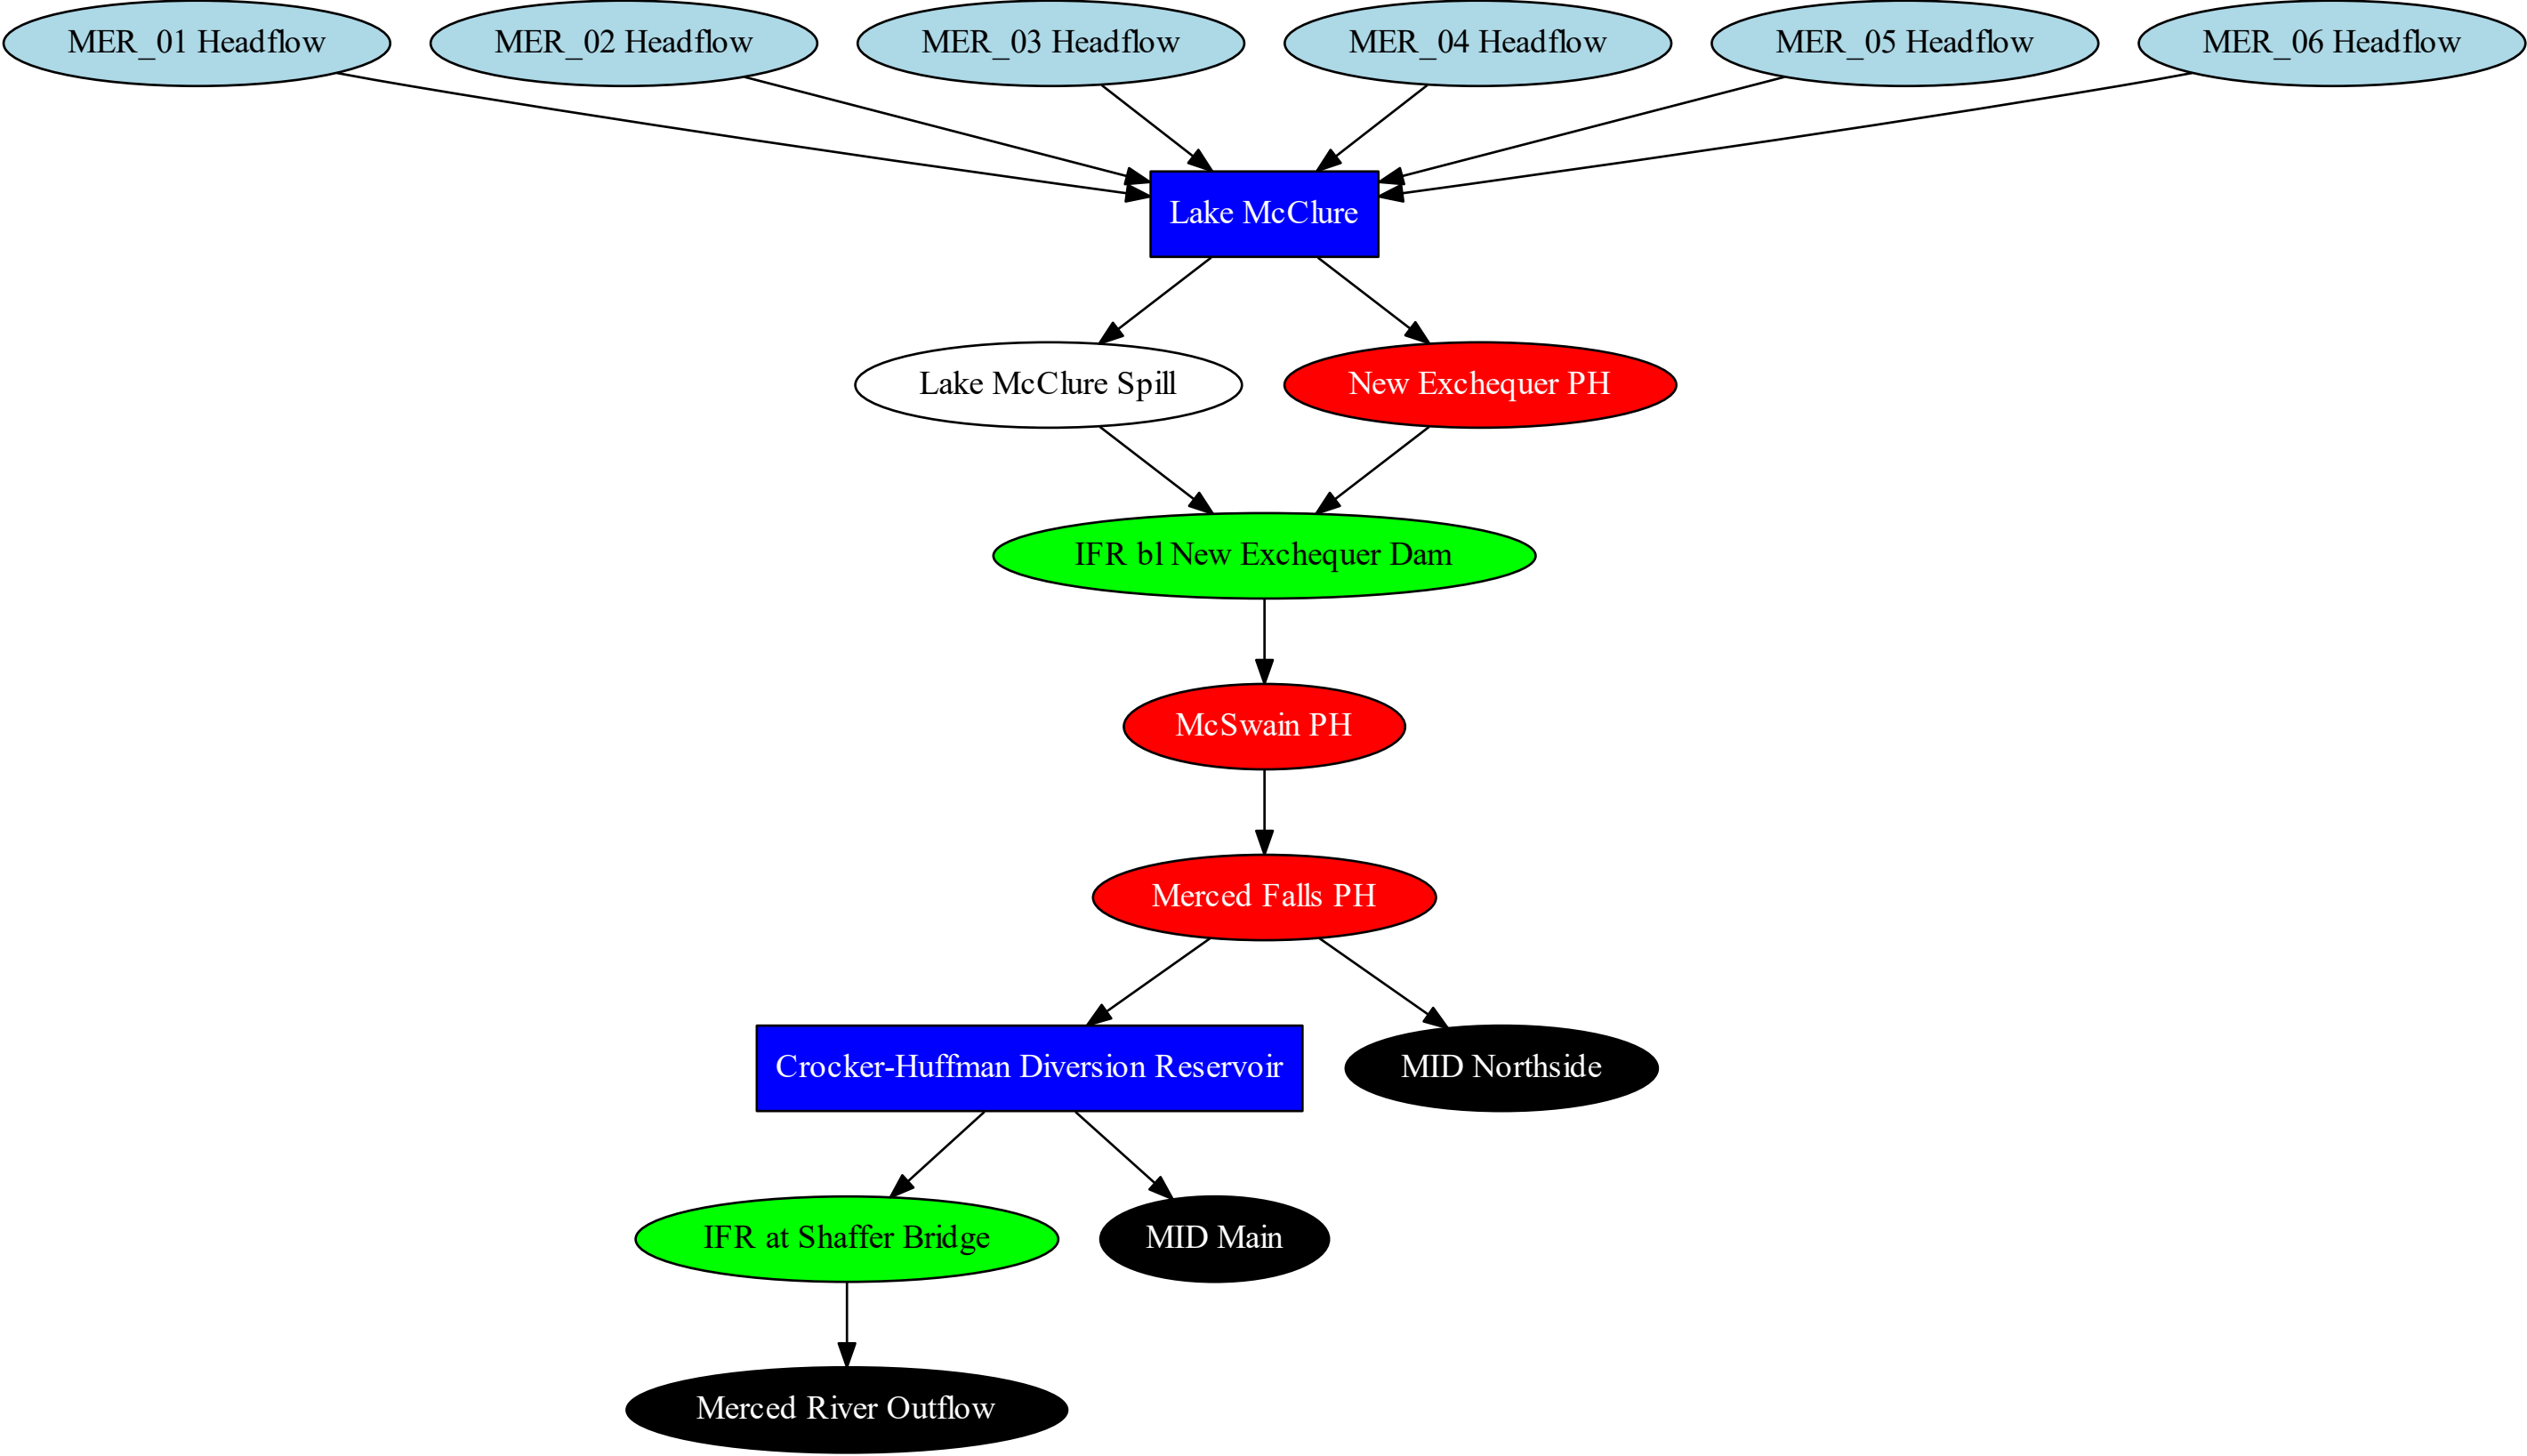 MER_01 Headflow
MER_02 Headflow
MER_03 Headflow
MER_04 Headflow
MER_05 Headflow
MER_06 Headflow
Lake McClure
Lake McClure Spill
New Exchequer PH
IFR bl New Exchequer Dam
McSwain PH
Merced Falls PH
Crocker-Huffman Diversion Reservoir
MID Northside
IFR at Shaffer Bridge
MID Main
Merced River Outflow